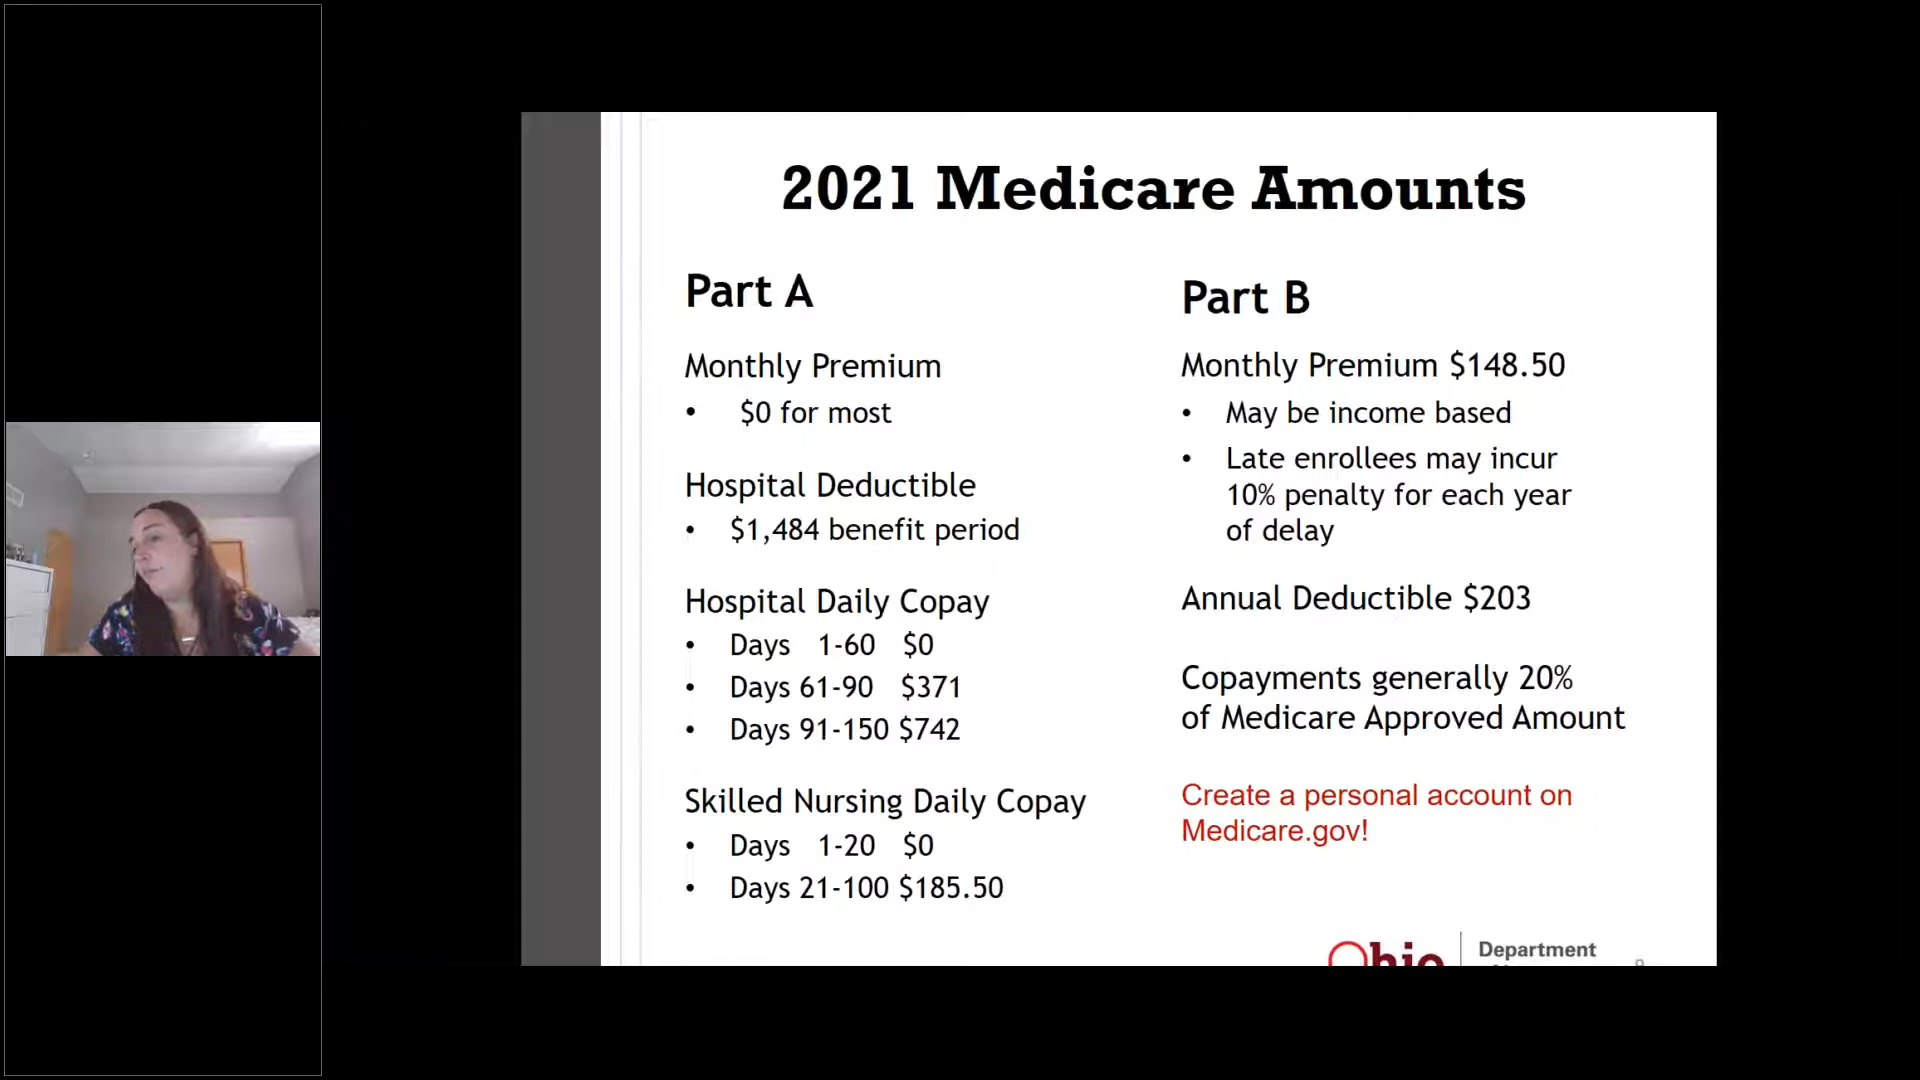 2021 Medicare Amounts
Part A
Monthly Premium
• $0 for most
Hospital Deductible
• $1,484 benefit period
Hospital Daily Copay
• Days 1-60 $0
• Days 61-90 $371
• Days 91-150 $742
Skilled Nursing Daily Copay
• Days 1-20 $0
• Days 21-100 $185.50
Part B
Monthly Premium $148.50
• May be income based
• Late enrollees may incur
10% penalty for each year
of delay
Annual Deductible $203
Copayments generally 20%
of Medicare Approved Amount
Create a personal account on
Medicare.gov!
Ohio
Department